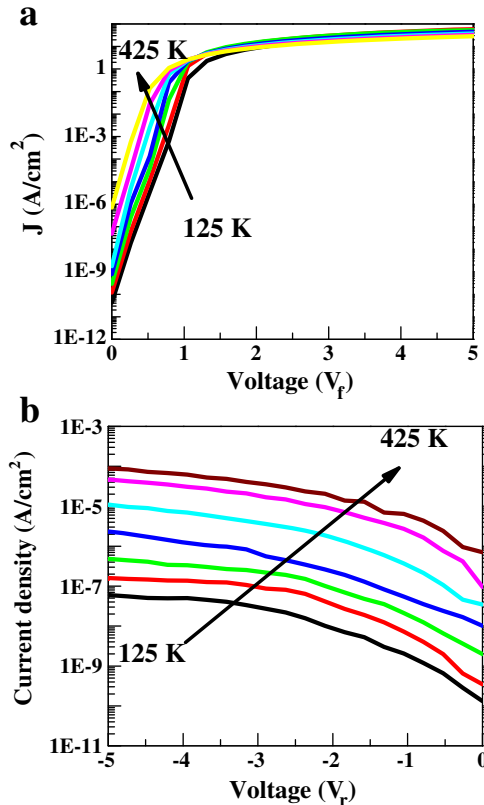 a
425 K
1
1E-3
1E-6
1E-9
1E-12
J (A/cm²)
125 K
0 1 2 3 4 5
Voltage (V_f)
b
1E-3
1E-5
1E-7
1E-9
1E-11
Current density (A/cm²)
425 K
125 K
-5 -4 -3 -2 -1 0
Voltage (V_r)